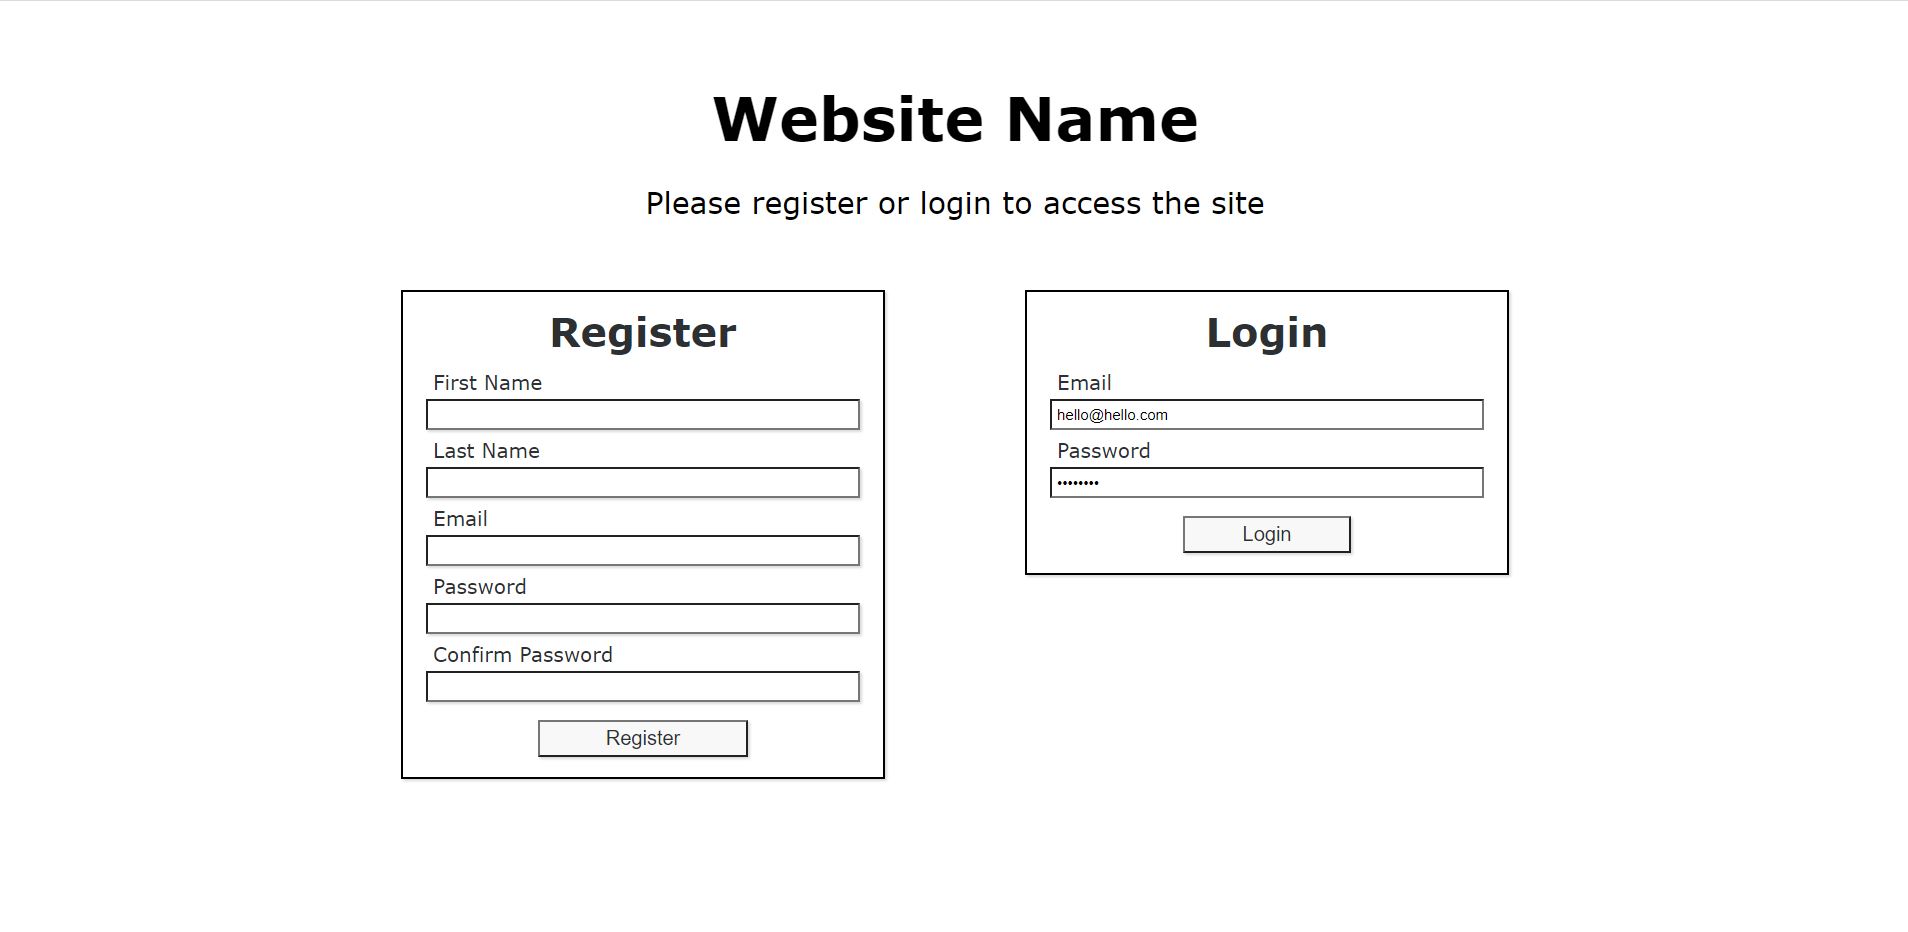 Website Name
Please register or login to access the site
Register
First Name
Last Name
Email
Password
Confirm Password
Register
Login
Email
hello@hello.com
Password
••••••••
Login